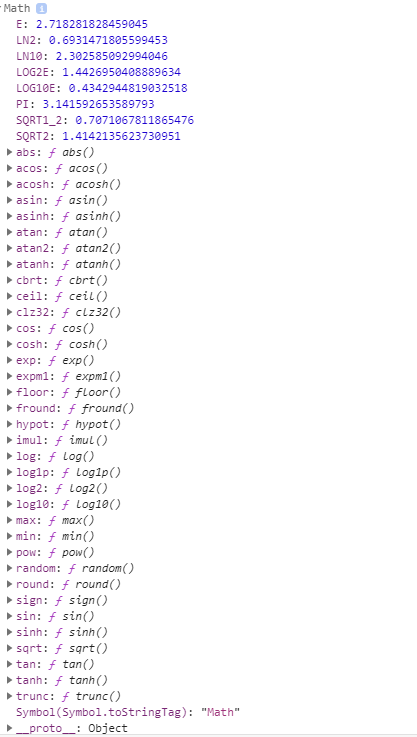 Math i
E: 2.718281828459045
LN2: 0.6931471805599453
LN10: 2.302585092994046
LOG2E: 1.4426950408889634
LOG10E: 0.4342944819032518
PI: 3.141592653589793
SQRT1_2: 0.7071067811865476
SQRT2: 1.4142135623730951
abs: ƒ abs()
acos: ƒ acos()
acosh: ƒ acosh()
asin: ƒ asin()
asinh: ƒ asinh()
atan: ƒ atan()
atan2: ƒ atan2()
atanh: ƒ atanh()
cbrt: ƒ cbrt()
ceil: ƒ ceil()
clz32: ƒ clz32()
cos: ƒ cos()
cosh: ƒ cosh()
exp: ƒ exp()
expm1: ƒ expm1()
floor: ƒ floor()
fround: ƒ fround()
hypot: ƒ hypot()
imul: ƒ imul()
log: ƒ log()
log1p: ƒ log1p()
log2: ƒ log2()
log10: ƒ log10()
max: ƒ max()
min: ƒ min()
pow: ƒ pow()
random: ƒ random()
round: ƒ round()
sign: ƒ sign()
sin: ƒ sin()
sinh: ƒ sinh()
sqrt: ƒ sqrt()
tan: ƒ tan()
tanh: ƒ tanh()
trunc: ƒ trunc()
Symbol(Symbol.toStringTag): "Math"
__proto__: Object